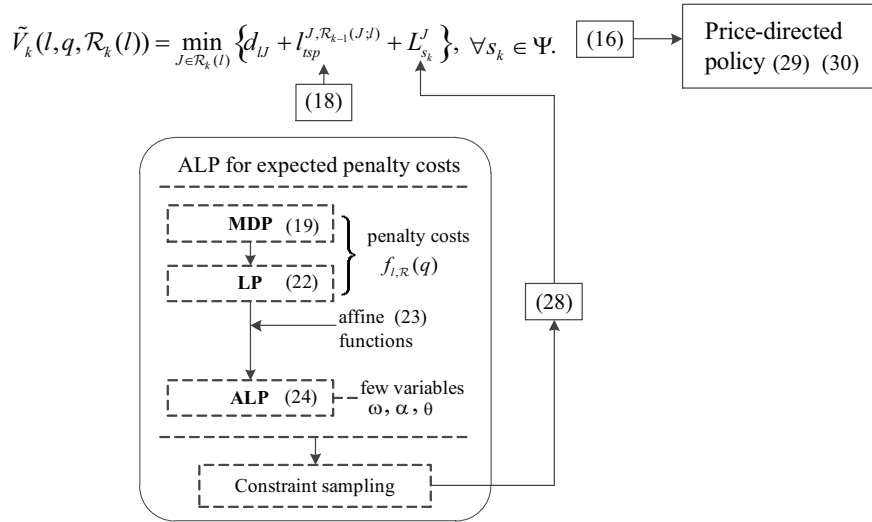 Ṽ_k(l, q, ℛ_k(l)) = min_{J∈ℛ_k(l)} {d_{lJ} + l_{tsp}^{J,ℛ_{k−1}(J;l)} + L_{s_k}^J}, ∀s_k ∈ Ψ.
(16)
Price-directed
policy (29) (30)
(18)
ALP for expected penalty costs
MDP (19)
penalty costs
f_{l,ℛ}(q)
LP (22)
(28)
affine (23)
functions
ALP (24)
few variables
ω, α, θ
Constraint sampling